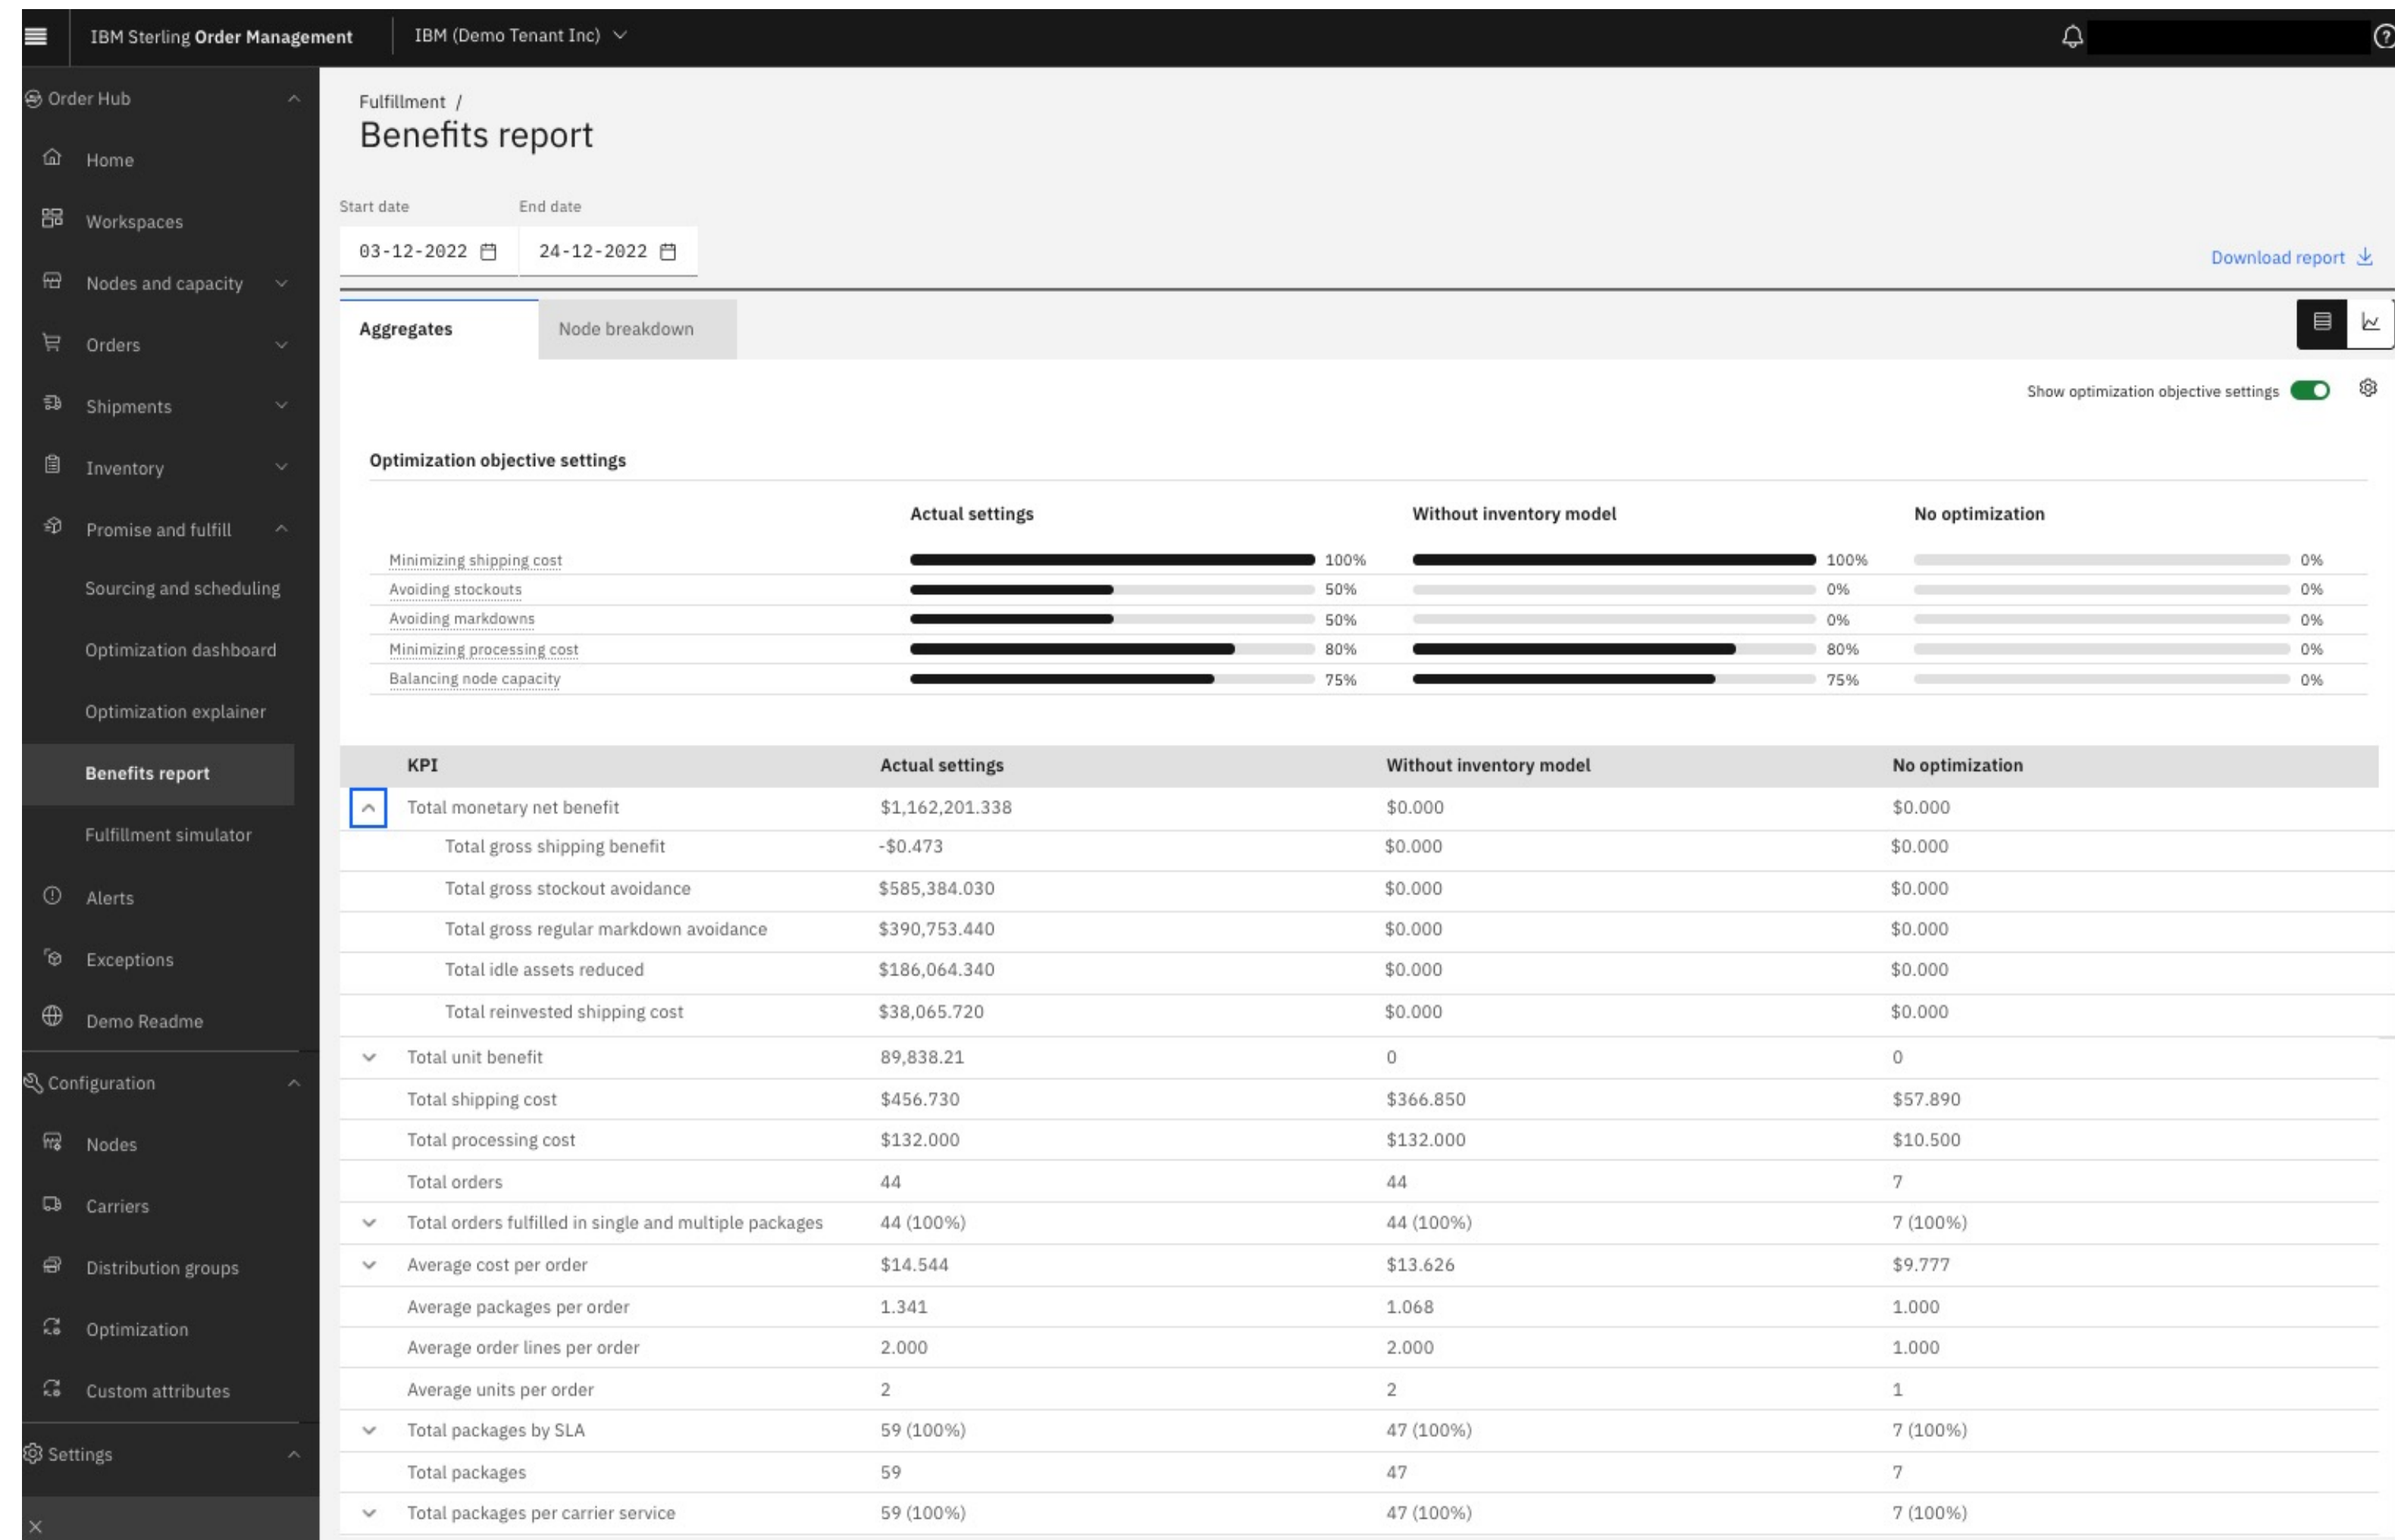 IBM Sterling Order Management
IBM (Demo Tenant Inc)
Order Hub
Home
Workspaces
Nodes and capacity
Orders
Shipments
Inventory
Promise and fulfill
Sourcing and scheduling
Optimization dashboard
Optimization explainer
Benefits report
Fulfillment simulator
Alerts
Exceptions
Demo Readme
Configuration
Nodes
Carriers
Distribution groups
Optimization
Custom attributes
Settings
Fulfillment /
Benefits report
Start date End date
03-12-2022 24-12-2022
Download report
Aggregates Node breakdown
Show optimization objective settings
Optimization objective settings
Actual settings Without inventory model No optimization
Minimizing shipping cost 100% 100% 0%
Avoiding stockouts 50% 0% 0%
Avoiding markdowns 50% 0% 0%
Minimizing processing cost 80% 80% 0%
Balancing node capacity 75% 75% 0%
KPI Actual settings Without inventory model No optimization
Total monetary net benefit $1,162,201.338 $0.000 $0.000
Total gross shipping benefit -$0.473 $0.000 $0.000
Total gross stockout avoidance $585,384.030 $0.000 $0.000
Total gross regular markdown avoidance $390,753.440 $0.000 $0.000
Total idle assets reduced $186,064.340 $0.000 $0.000
Total reinvested shipping cost $38,065.720 $0.000 $0.000
Total unit benefit 89,838.21 0 0
Total shipping cost $456.730 $366.850 $57.890
Total processing cost $132.000 $132.000 $10.500
Total orders 44 44 7
Total orders fulfilled in single and multiple packages 44 (100%) 44 (100%) 7 (100%)
Average cost per order $14.544 $13.626 $9.777
Average packages per order 1.341 1.068 1.000
Average order lines per order 2.000 2.000 1.000
Average units per order 2 2 1
Total packages by SLA 59 (100%) 47 (100%) 7 (100%)
Total packages 59 47 7
Total packages per carrier service 59 (100%) 47 (100%) 7 (100%)